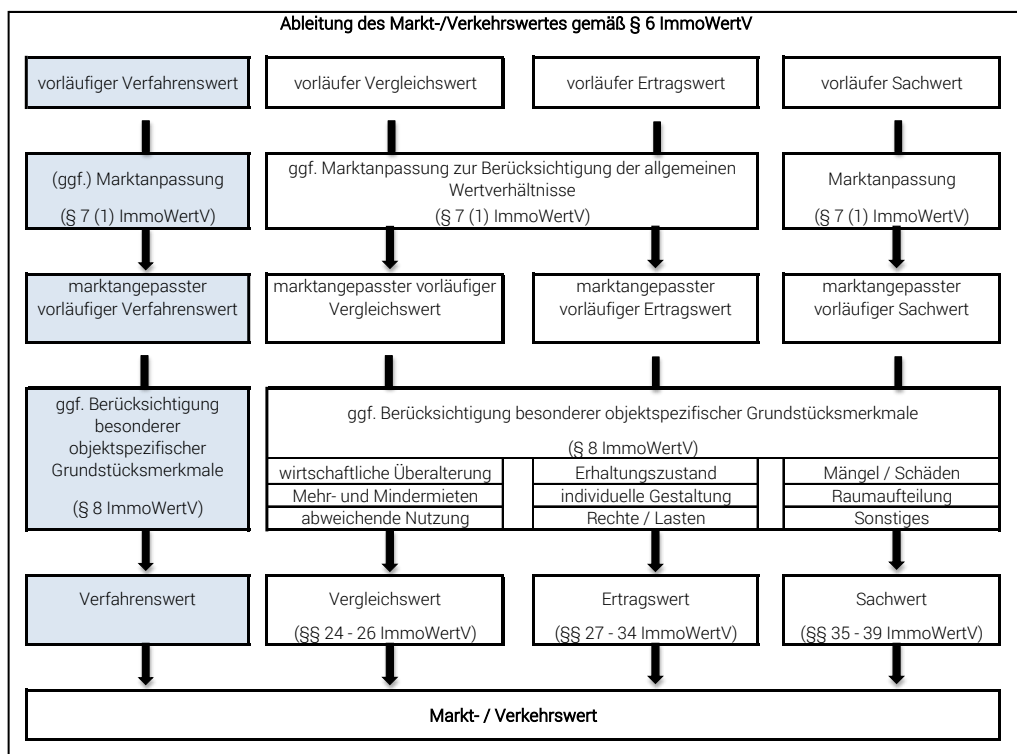 Ableitung des Markt-/Verkehrswertes gemäß § 6 ImmoWertV
vorläufiger Verfahrenswert
vorläufer Vergleichswert
vorläufer Ertragswert
vorläufer Sachwert
(ggf.) Marktanpassung
(§ 7 (1) ImmoWertV)
ggf. Marktanpassung zur Berücksichtigung der allgemeinen
Wertverhältnisse
(§ 7 (1) ImmoWertV)
Marktanpassung
(§ 7 (1) ImmoWertV)
marktangepasster
vorläufiger Verfahrenswert
marktangepasster vorläufiger
Vergleichswert
marktangepasster
vorläufiger Ertragswert
marktangepasster
vorläufiger Sachwert
ggf. Berücksichtigung
besonderer
objektspezifischer
Grundstücksmerkmale
(§ 8 ImmoWertV)
ggf. Berücksichtigung besonderer objektspezifischer Grundstücksmerkmale
(§ 8 ImmoWertV)
wirtschaftliche Überalterung
Erhaltungszustand
Mängel / Schäden
Mehr- und Mindermieten
individuelle Gestaltung
Raumaufteilung
abweichende Nutzung
Rechte / Lasten
Sonstiges
Verfahrenswert
Vergleichswert
(§§ 24 - 26 ImmoWertV)
Ertragswert
(§§ 27 - 34 ImmoWertV)
Sachwert
(§§ 35 - 39 ImmoWertV)
Markt- / Verkehrswert